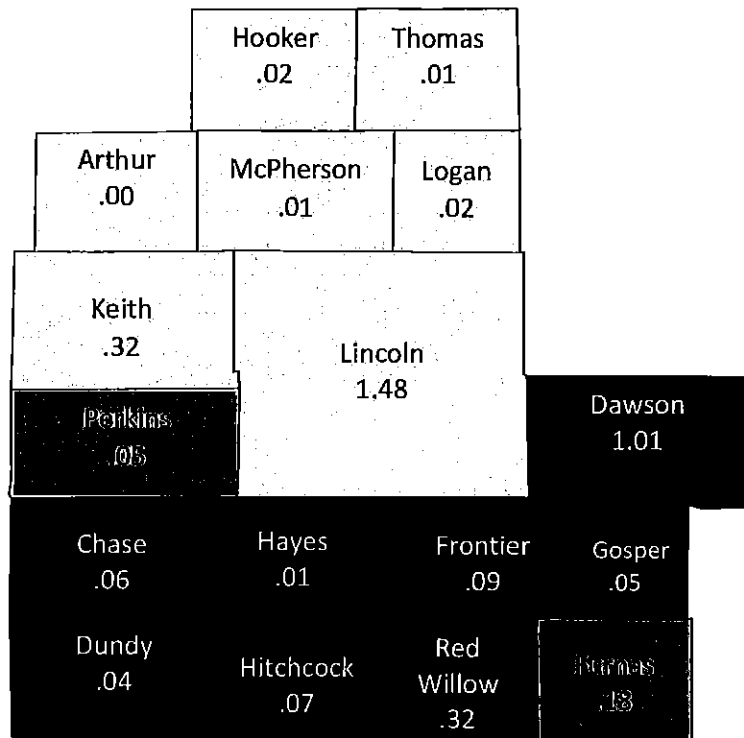 Hooker
.02
Thomas
.01
Arthur
.00
McPherson
.01
Logan
.02
Keith
.32
Lincoln
1.48
Perkins
.05
Dawson
1.01
Chase
.06
Hayes
.01
Frontier
.09
Gosper
.05
Dundy
.04
Hitchcock
.07
Red
Willow
.32
Furnas
.18